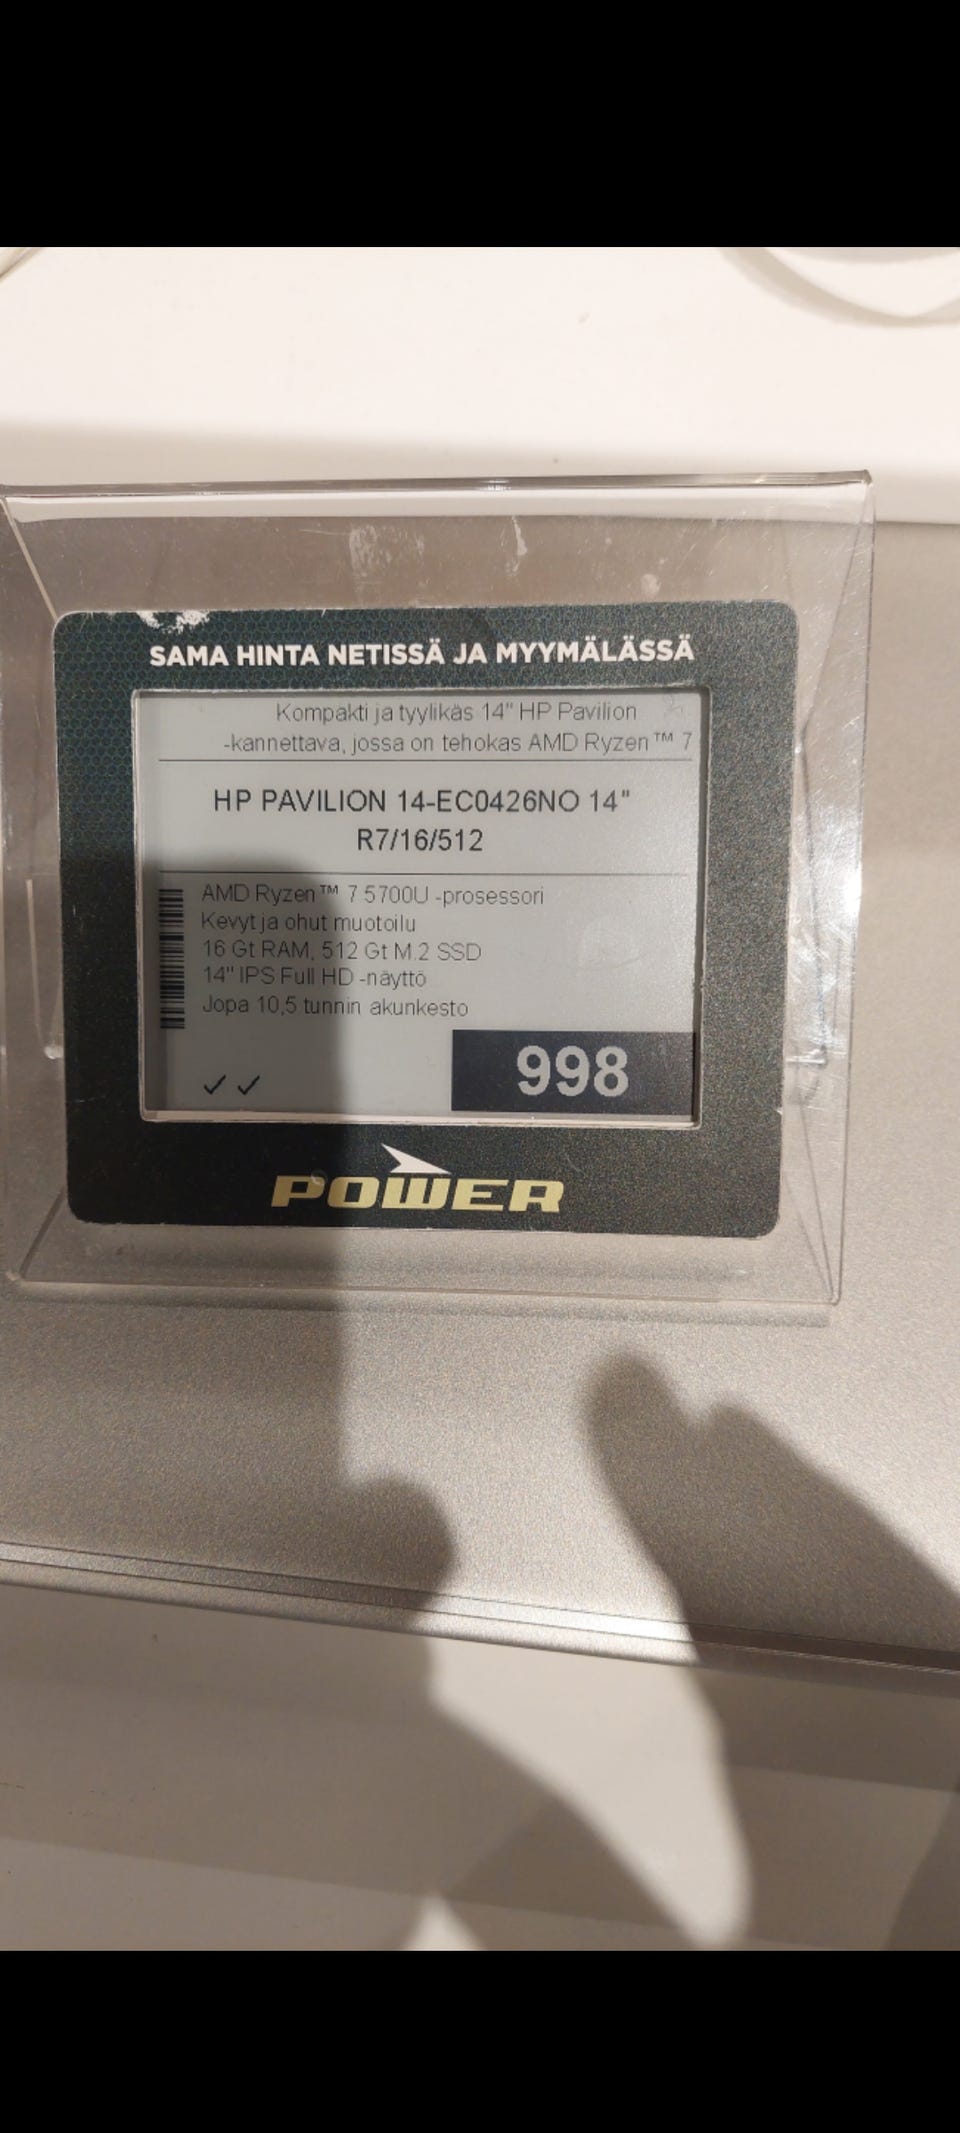 SAMA HINTA NETISSÄ JA MYYMÄLÄSSÄ
Kompakti ja tyylikäs 14" HP Pavilion
-kannettava, jossa on tehokas AMD Ryzen™ 7
HP PAVILION 14-EC0426NO 14"
R7/16/512
AMD Ryzen™ 7 5700U -prosessori
Kevyt ja ohut muotoilu
16 Gt RAM, 512 Gt M.2 SSD
14" IPS Full HD -näyttö
Jopa 10,5 tunnin akunkesto
998
POWER